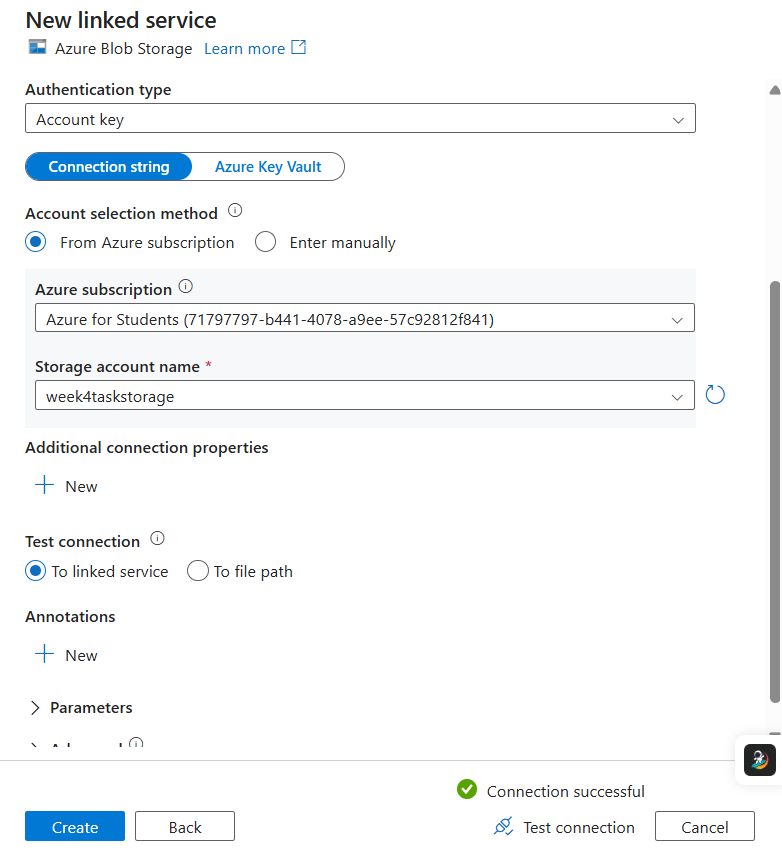 New linked service
Azure Blob Storage Learn more
Authentication type
Account key
Connection string Azure Key Vault
Account selection method
From Azure subscription Enter manually
Azure subscription
Azure for Students (71797797-b441-4078-a9ee-57c92812f841)
Storage account name *
week4taskstorage
Additional connection properties
New
Test connection
To linked service To file path
Annotations
New
Parameters
Connection successful
Create Back Test connection Cancel